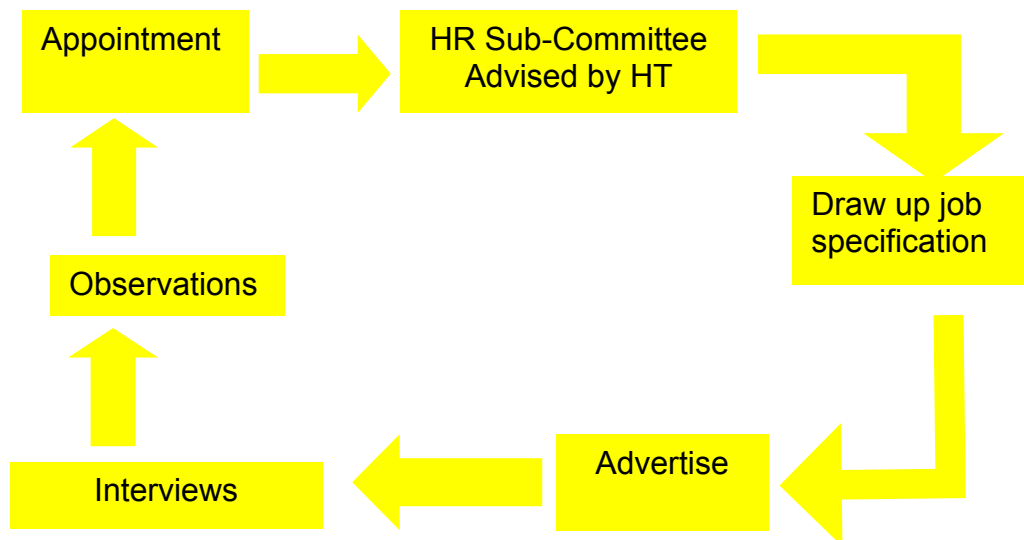 Appointment
HR Sub-Committee
Advised by HT
Draw up job
specification
Observations
Advertise
Interviews